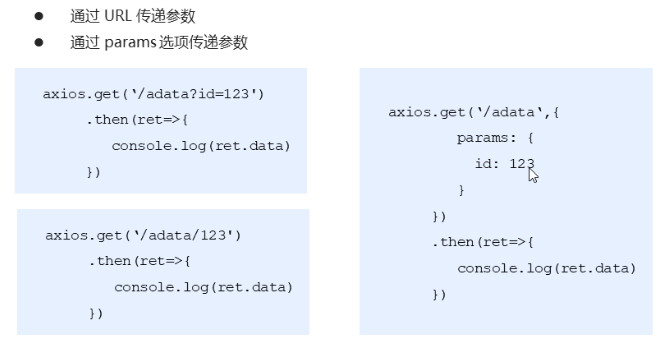 ● 通过 URL 传递参数
● 通过 params 选项传递参数
axios.get(‘/adata?id=123')
.then(ret=>{
console.log(ret.data)
})
axios.get(‘/adata/123')
.then(ret=>{
console.log(ret.data)
})
axios.get(‘/adata‘,{
params: {
id: 123
}
})
.then(ret=>{
console.log(ret.data)
})